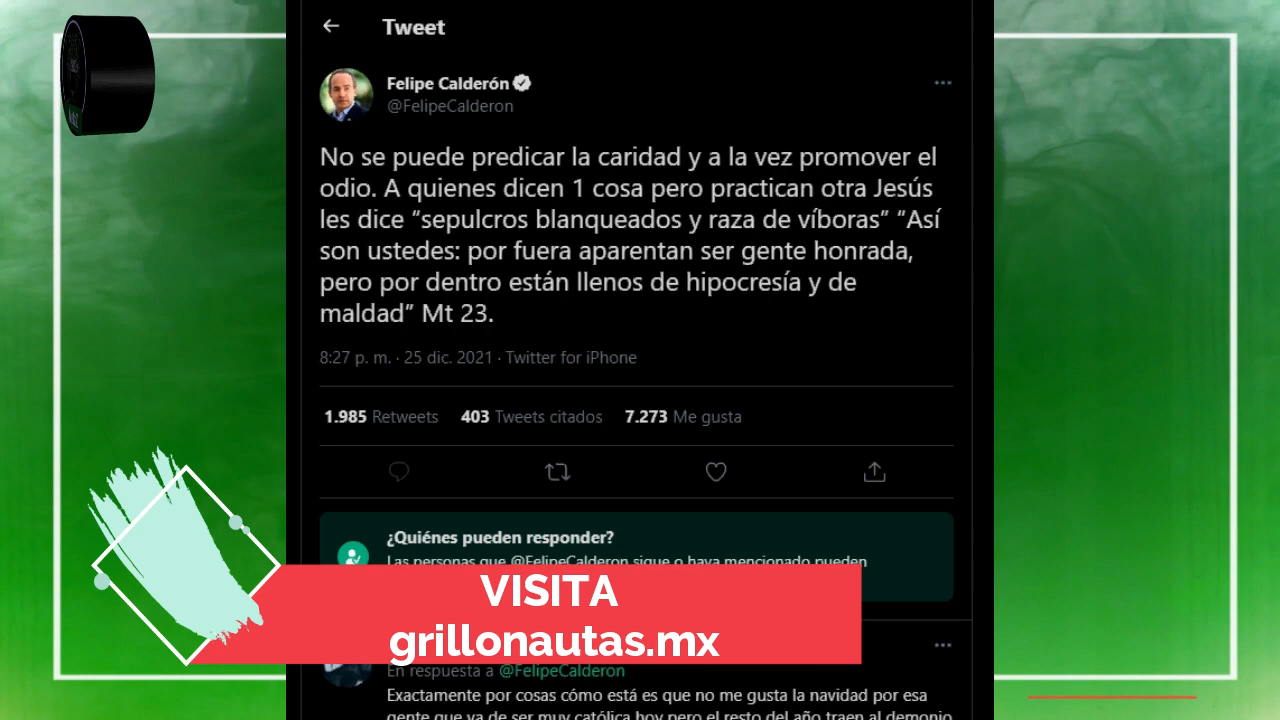 Tweet
Felipe Calderón
@FelipeCalderon
No se puede predicar la caridad y a la vez promover el
odio. A quienes dicen 1 cosa pero practican otra Jesús
les dice “sepulcros blanqueados y raza de víboras” “Así
son ustedes: por fuera aparentan ser gente honrada,
pero por dentro están llenos de hipocresía y de
maldad” Mt 23.
8:27 p. m. · 25 dic. 2021 · Twitter for iPhone
1.985 Retweets 403 Tweets citados 7.273 Me gusta
¿Quiénes pueden responder?
Las personas que @FelipeCalderon sigue o haya mencionado pueden
VISITA
grillonautas.mx
En respuesta a @FelipeCalderon
Exactamente por cosas cómo está es que no me gusta la navidad por esa
gente que va de ser muy católica hoy pero el resto del año traen al demonio